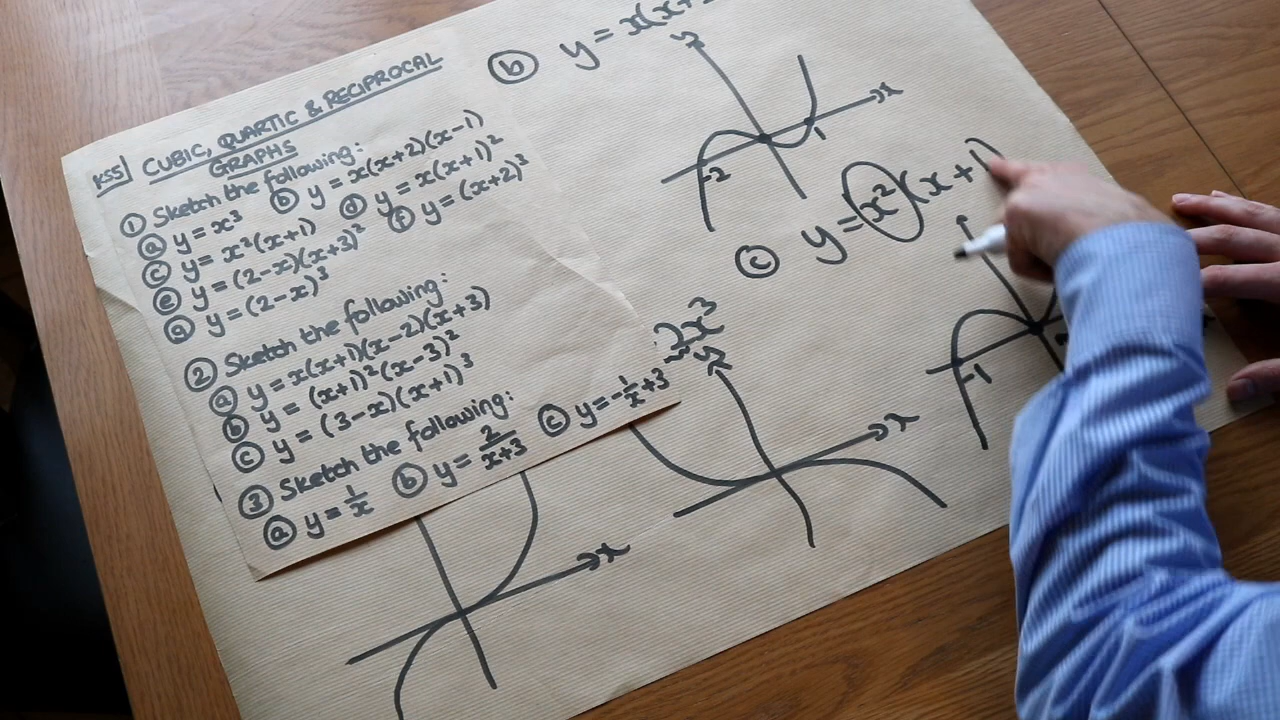 KS5 CUBIC, QUARTIC & RECIPROCAL
GRAPHS
① Sketch the following:
ⓐ y = x³ ⓑ y = x(x+2)(x-1)
ⓒ y = x²(x+1) ⓓ y = x(x+1)²
ⓔ y = (2-x)(x+3)² ⓕ y = (x+2)³
ⓖ y = (2-x)³
② Sketch the following:
ⓐ y = x(x+1)(x-2)(x+3)
ⓑ y = (x+1)²(x-3)²
ⓒ y = (3-x)(x+1)³
③ Sketch the following:
ⓐ y = 1/x ⓑ y = 2/(x+3) ⓒ y = -1/x + 3
ⓑ y = x(x+
y
x
-2
1
ⓒ y = x²(x+1)
-1
x³
y
x
x